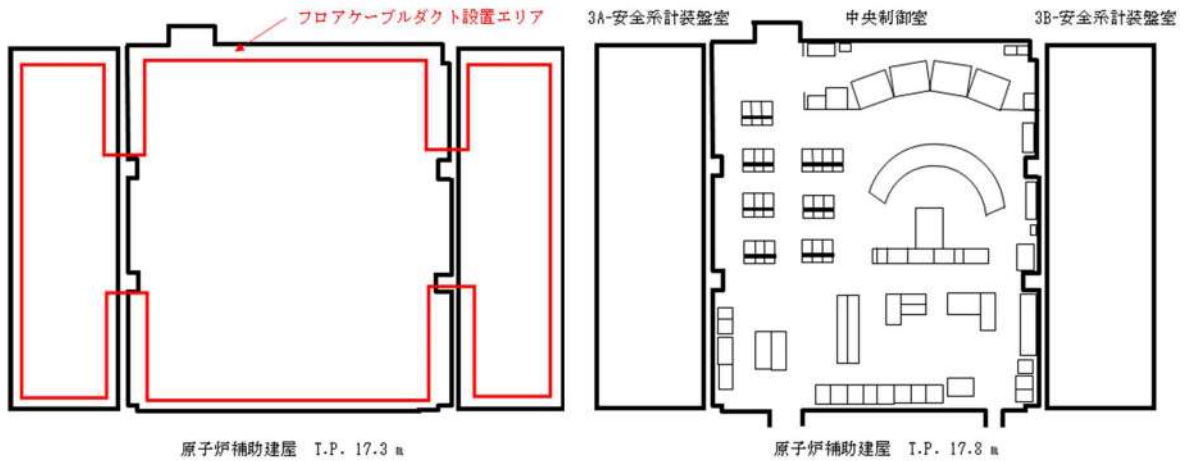 フロアケーブルダクト設置エリア
3A-安全系計装盤室
中央制御室
3B-安全系計装盤室
原子炉補助建屋 T.P. 17.3 m
原子炉補助建屋 T.P. 17.8 m